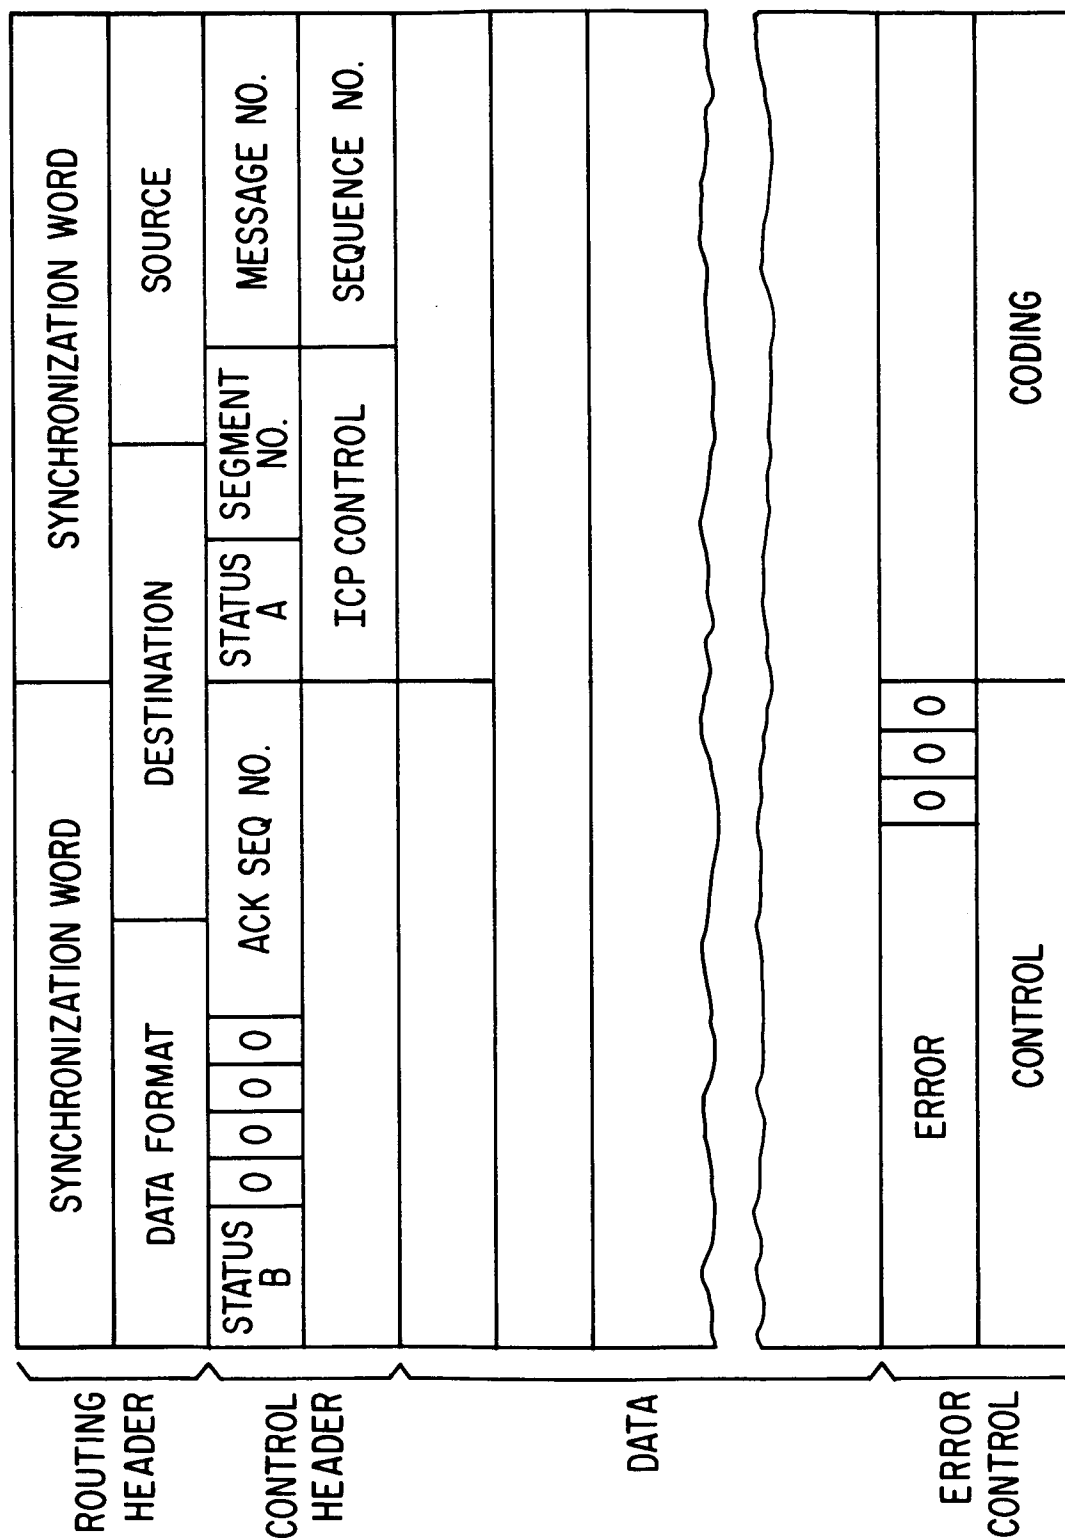 ROUTING
HEADER
SYNCHRONIZATION WORD
SYNCHRONIZATION WORD
DATA FORMAT
DESTINATION
SOURCE
CONTROL
HEADER
STATUS
B
0
0
0
0
ACK SEQ NO.
STATUS
A
SEGMENT
NO.
MESSAGE NO.
ICP CONTROL
SEQUENCE NO.
DATA
ERROR
CONTROL
ERROR
0
0
0
CONTROL
CODING